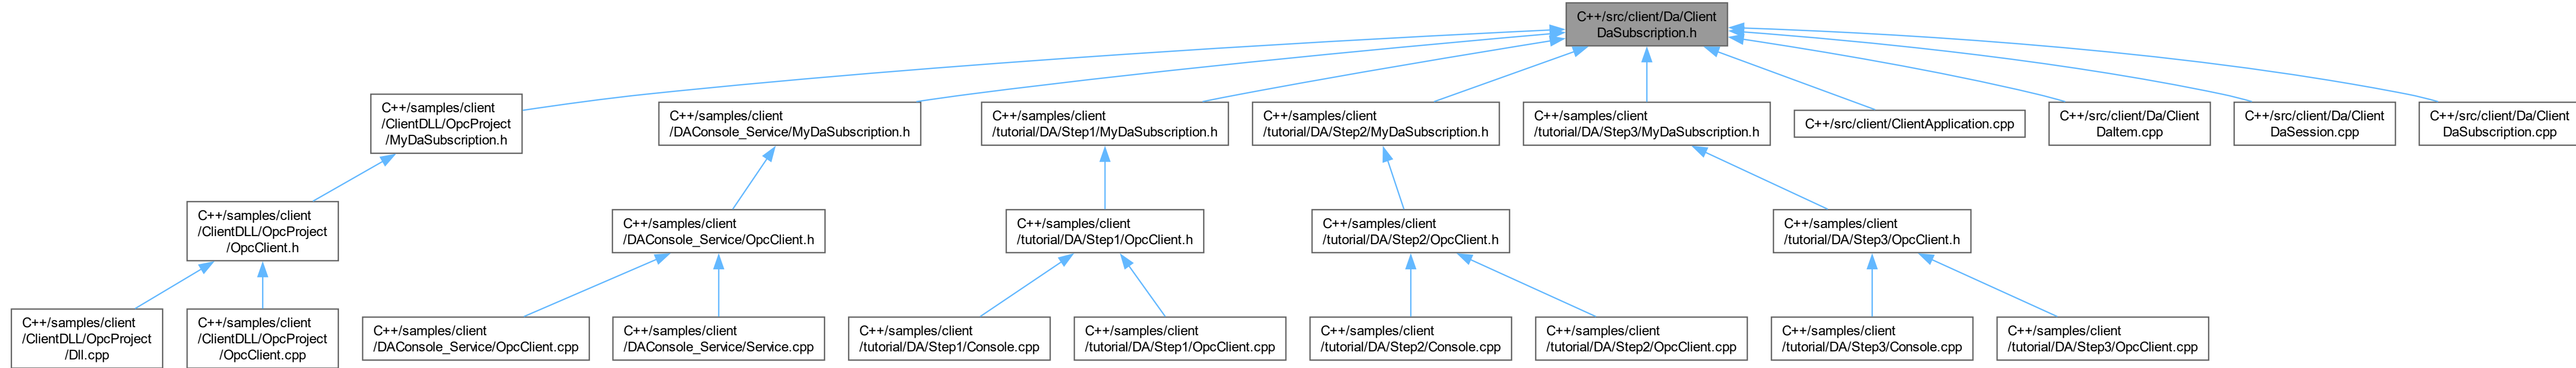 C++/src/client/Da/Client
DaSubscription.h
C++/samples/client
/ClientDLL/OpcProject
/MyDaSubscription.h
C++/samples/client
/DAConsole_Service/MyDaSubscription.h
C++/samples/client
/tutorial/DA/Step1/MyDaSubscription.h
C++/samples/client
/tutorial/DA/Step2/MyDaSubscription.h
C++/samples/client
/tutorial/DA/Step3/MyDaSubscription.h
C++/src/client/ClientApplication.cpp
C++/src/client/Da/Client
DaItem.cpp
C++/src/client/Da/Client
DaSession.cpp
C++/src/client/Da/Client
DaSubscription.cpp
C++/samples/client
/ClientDLL/OpcProject
/OpcClient.h
C++/samples/client
/DAConsole_Service/OpcClient.h
C++/samples/client
/tutorial/DA/Step1/OpcClient.h
C++/samples/client
/tutorial/DA/Step2/OpcClient.h
C++/samples/client
/tutorial/DA/Step3/OpcClient.h
C++/samples/client
/ClientDLL/OpcProject
/Dll.cpp
C++/samples/client
/ClientDLL/OpcProject
/OpcClient.cpp
C++/samples/client
/DAConsole_Service/OpcClient.cpp
C++/samples/client
/DAConsole_Service/Service.cpp
C++/samples/client
/tutorial/DA/Step1/Console.cpp
C++/samples/client
/tutorial/DA/Step1/OpcClient.cpp
C++/samples/client
/tutorial/DA/Step2/Console.cpp
C++/samples/client
/tutorial/DA/Step2/OpcClient.cpp
C++/samples/client
/tutorial/DA/Step3/Console.cpp
C++/samples/client
/tutorial/DA/Step3/OpcClient.cpp